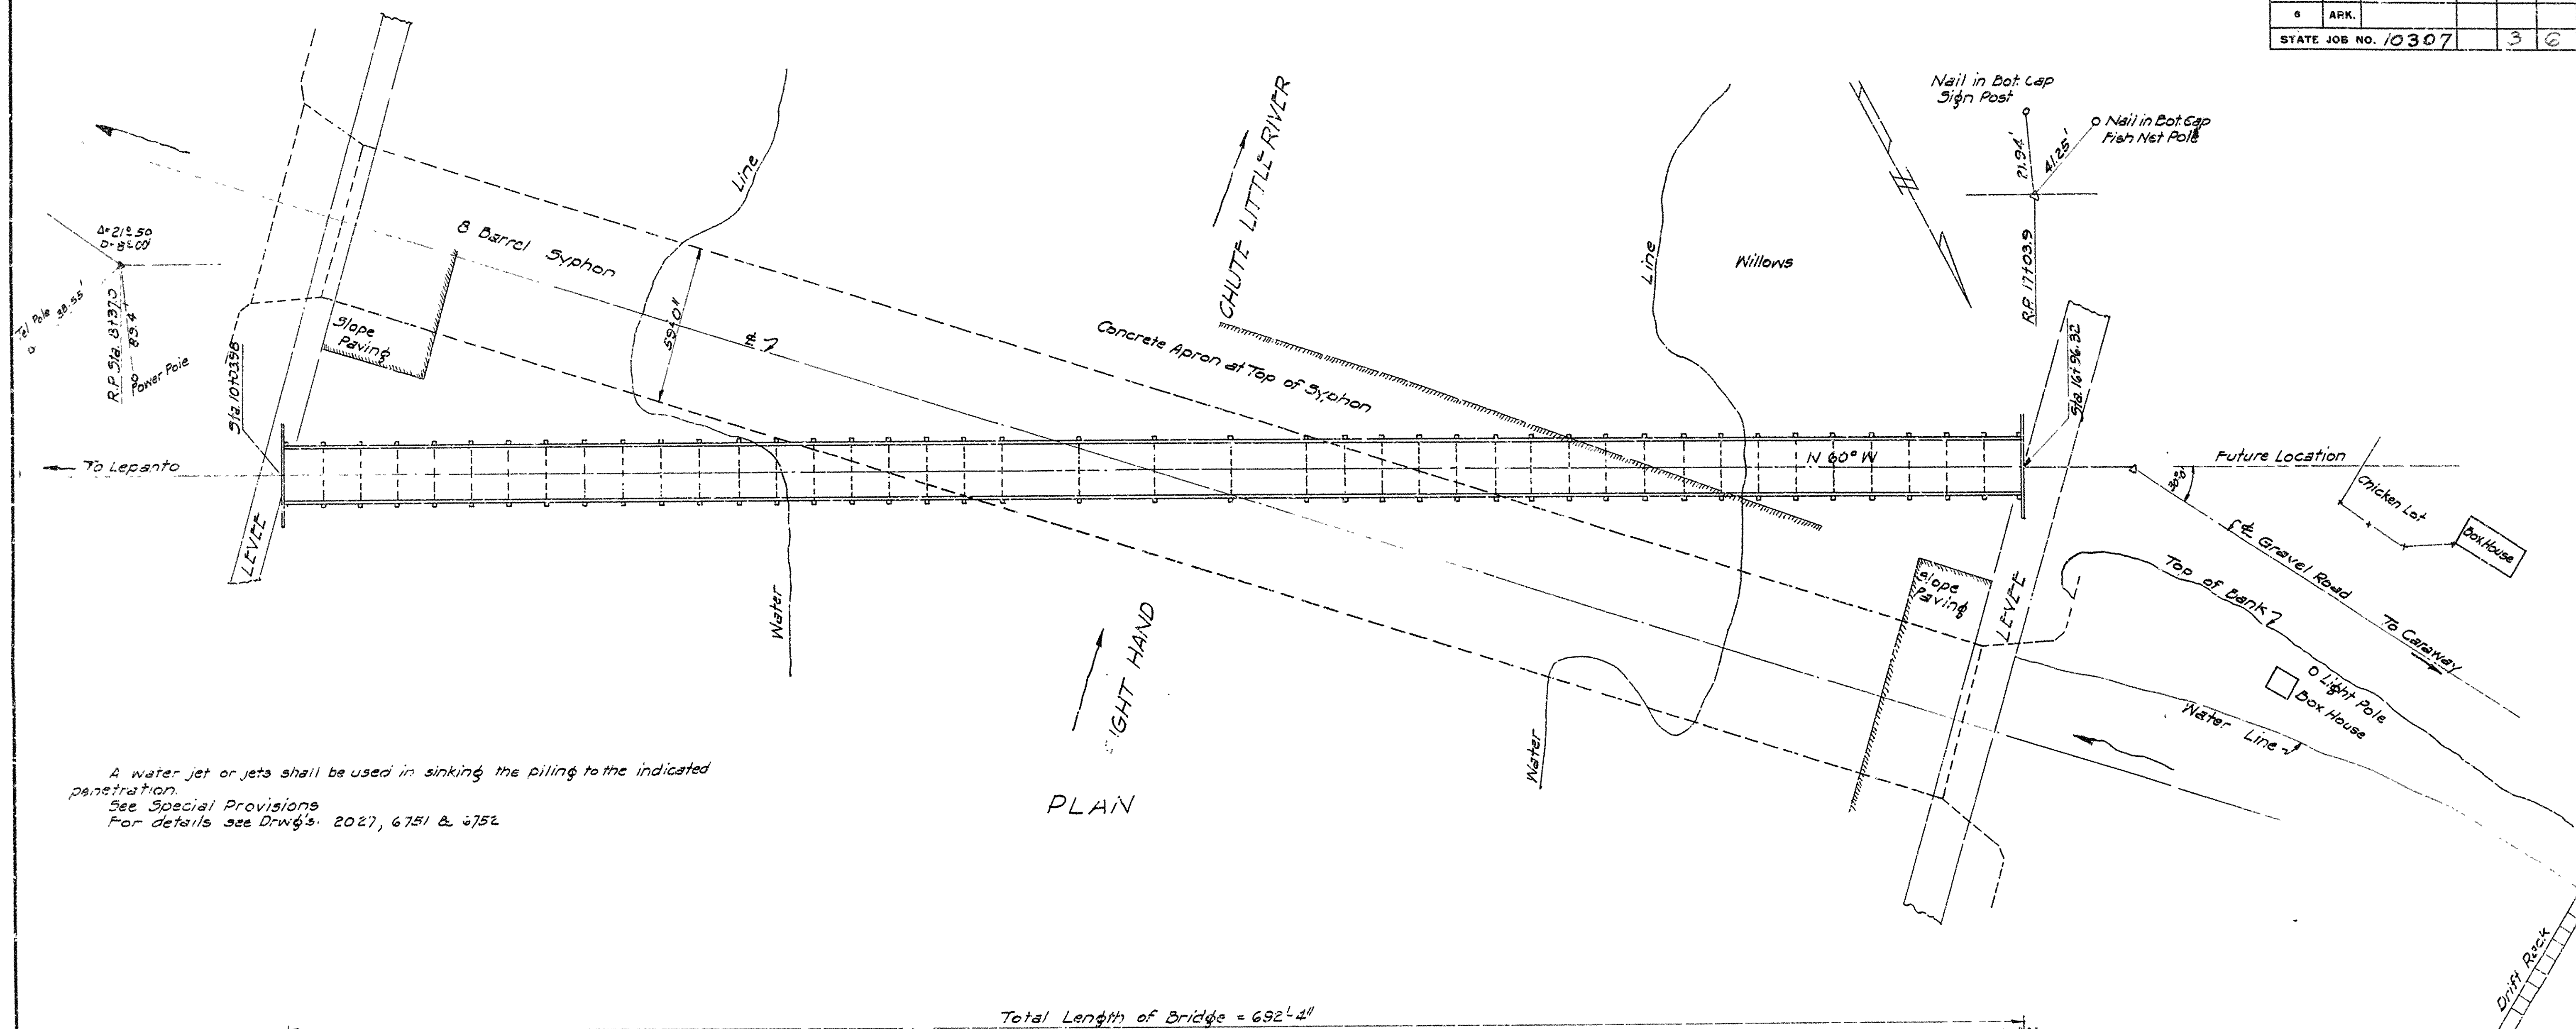 6 ARK.
STATE JOB NO. 10307 3 6
Nail in Bot. Cap
Sign Post
Nail in Bot. Cap
Fish Net Pole
21.94'
41.25'
R.P. 17+03.9
CHUTE LITTLE RIVER
Line
Line
Willows
8 Barrel Syphon
59'-0"
℄
Concrete Apron at Top of Syphon
Δ=21°50
D=8°00'
Tel Pole 38.55'
R.P. Sta. 8+37.0
89.4
Power Pole
Slope
Paving
Sta. 10+03.98
Sta. 16+96.32
To Lepanto
N 60° W
Future Location
30°
Chicken Lot
Box House
LEVEE
℄ Gravel Road
To Caraway
Top of Bank
Slope
Paving
LEVEE
Water
Water
RIGHT HAND
Light Pole
Box House
Water Line
A water jet or jets shall be used in sinking the piling to the indicated
penetration.
See Special Provisions
For details see Drwg's. 2027, 6751 & 6752
PLAN
Drift Rack
Total Length of Bridge = 692'-4"